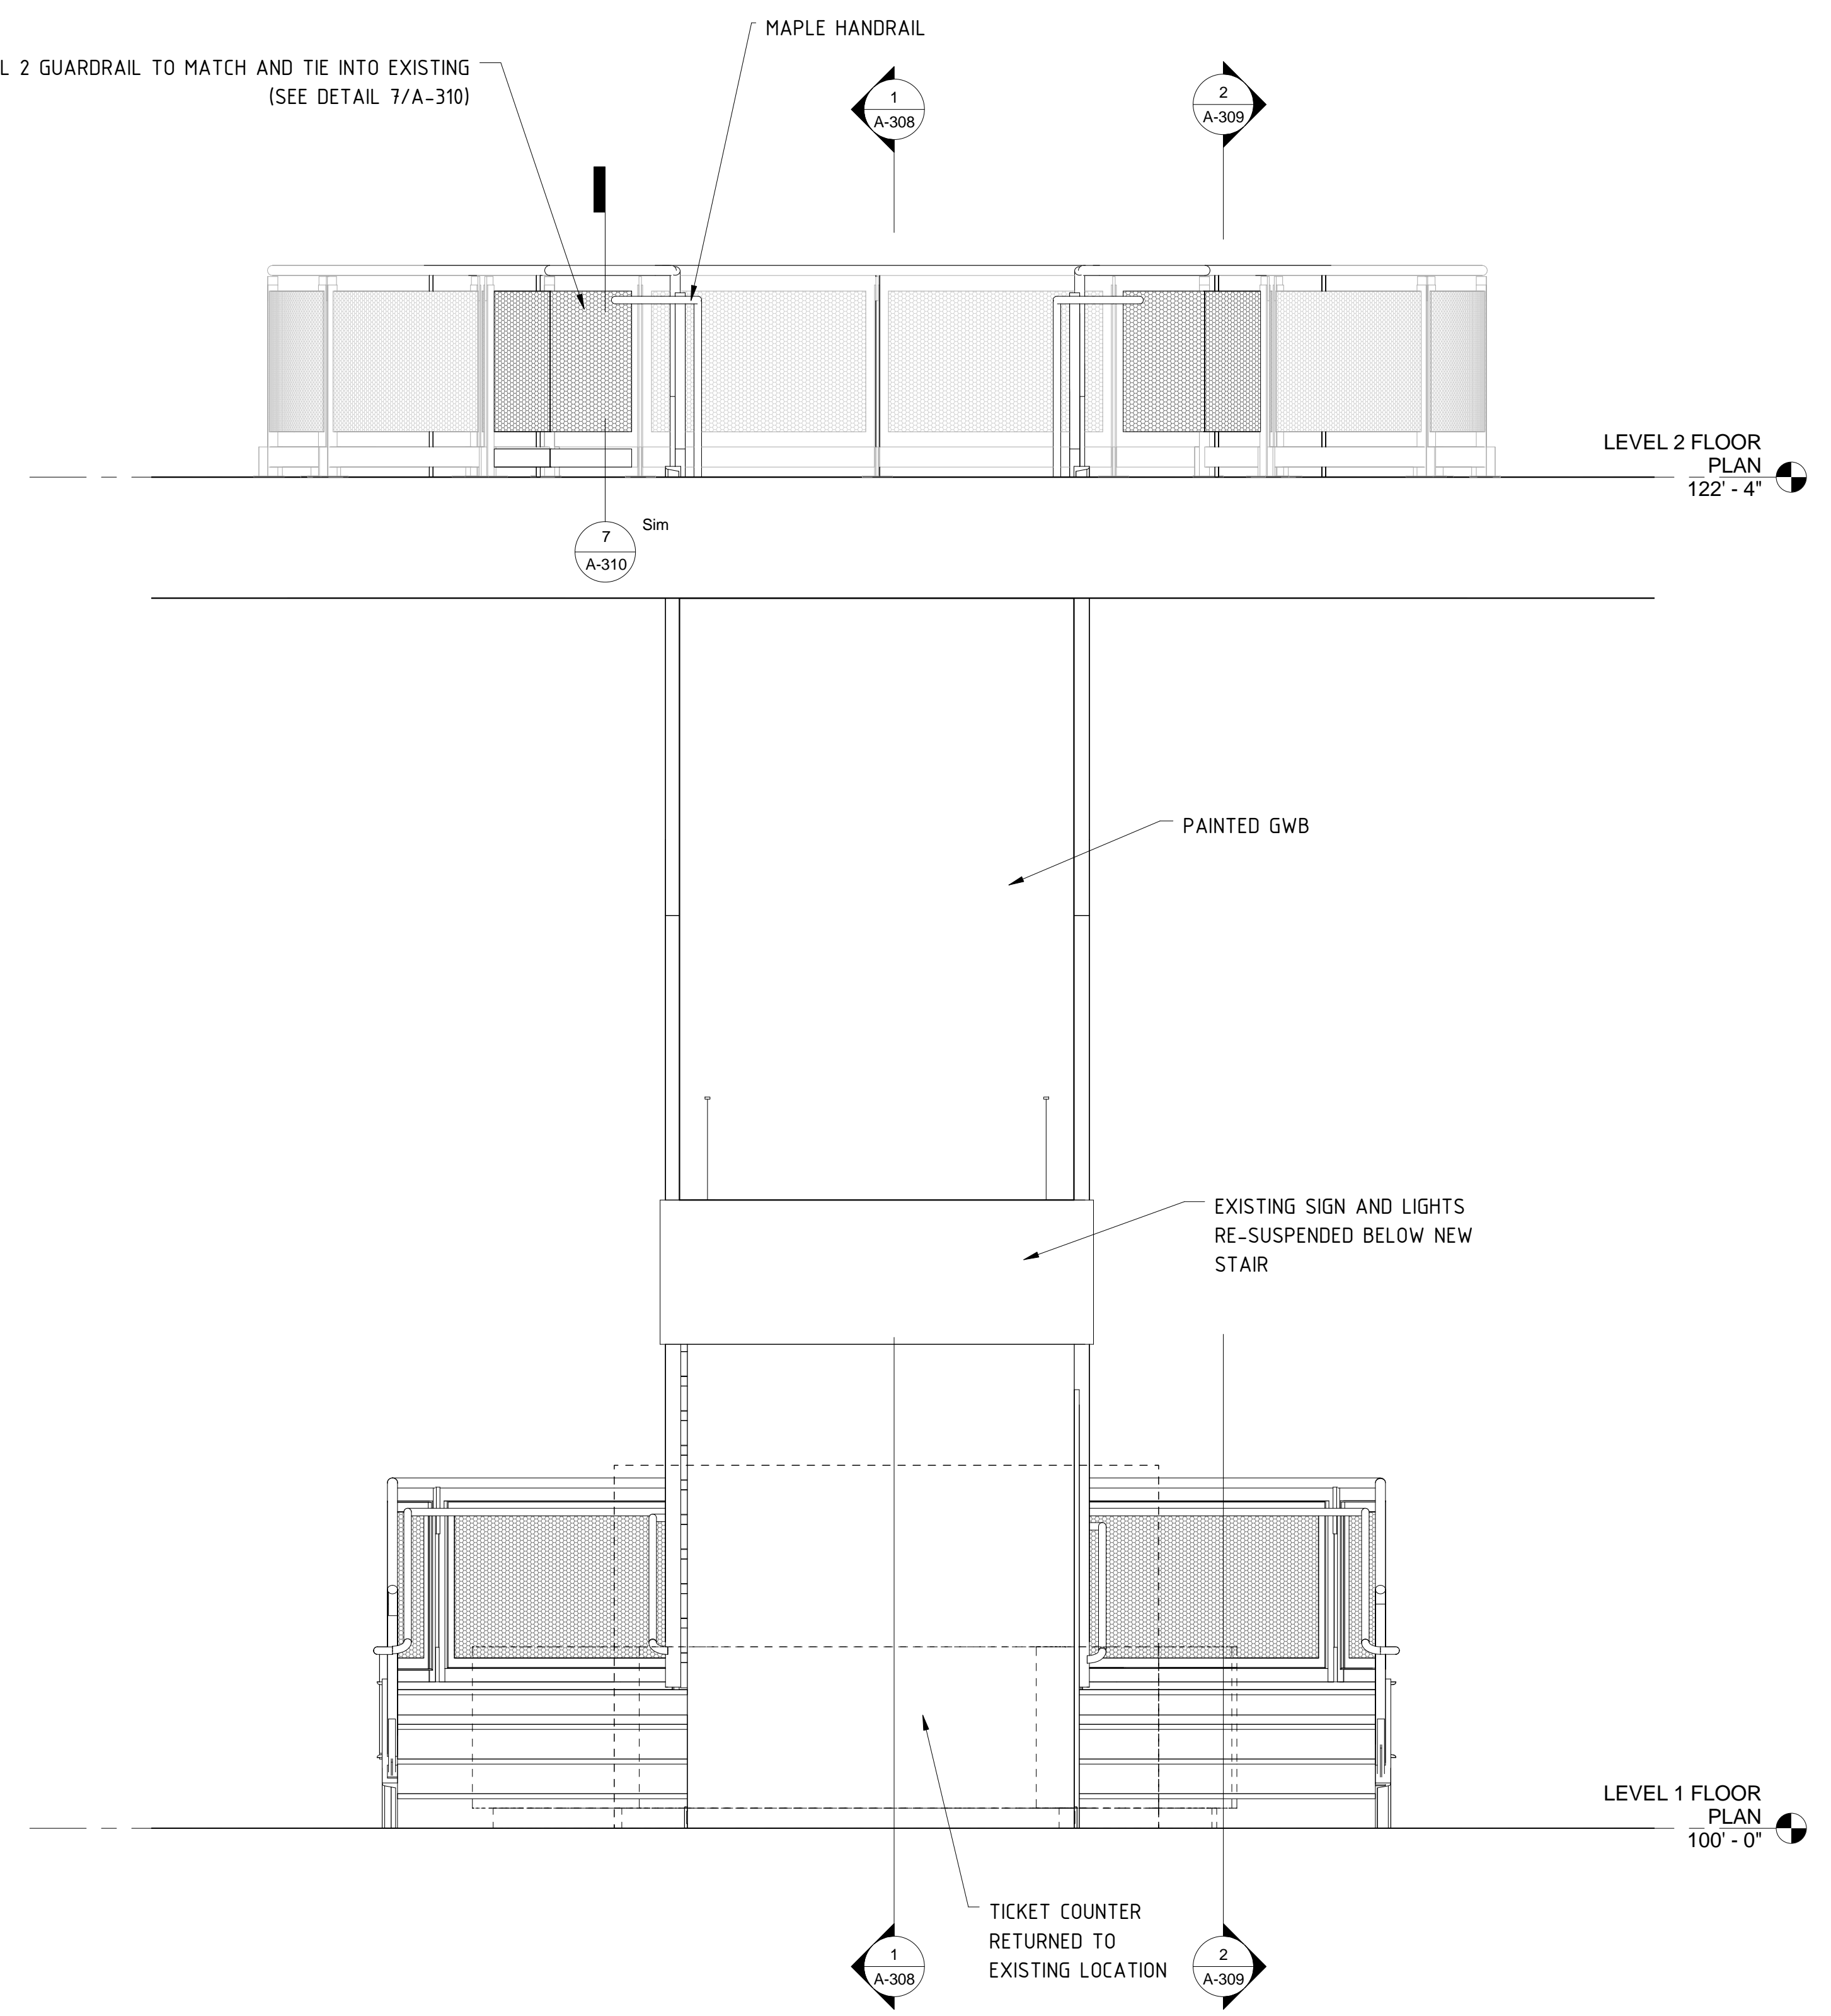 MAPLE HANDRAIL
L 2 GUARDRAIL TO MATCH AND TIE INTO EXISTING
(SEE DETAIL 7/A-310)
1
A-308
2
A-309
LEVEL 2 FLOOR
PLAN
122' - 4"
7
A-310
Sim
PAINTED GWB
EXISTING SIGN AND LIGHTS
RE-SUSPENDED BELOW NEW
STAIR
LEVEL 1 FLOOR
PLAN
100' - 0"
TICKET COUNTER
RETURNED TO
EXISTING LOCATION
1
A-308
2
A-309